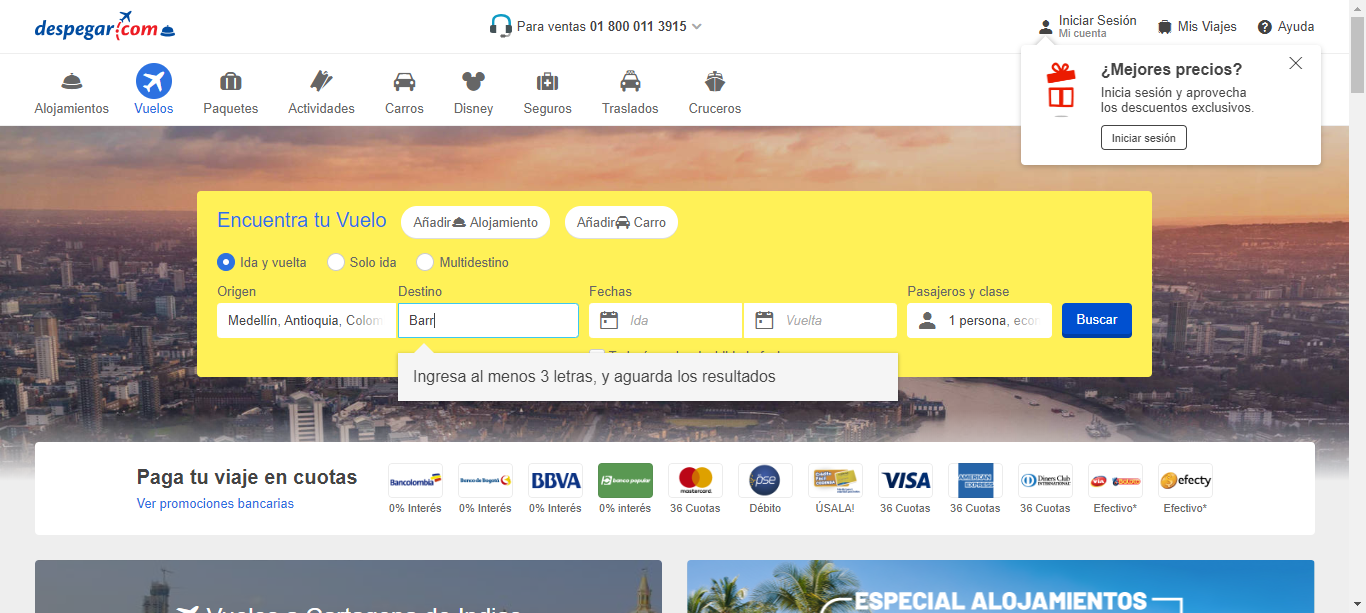 despegar.com
Para ventas 01 800 011 3915
Iniciar Sesión
Mi cuenta
Mis Viajes
Ayuda
Alojamientos
Vuelos
Paquetes
Actividades
Carros
Disney
Seguros
Traslados
Cruceros
¿Mejores precios?
Inicia sesión y aprovecha
los descuentos exclusivos.
Iniciar sesión
Encuentra tu Vuelo
Añadir Alojamiento
Añadir Carro
Ida y vuelta
Solo ida
Multidestino
Origen
Destino
Fechas
Pasajeros y clase
Medellín, Antioquia, Colom
Barr
Ida
Vuelta
1 persona, econ
Buscar
Ingresa al menos 3 letras, y aguarda los resultados
Paga tu viaje en cuotas
Ver promociones bancarias
Bancolombia
Banco de Bogotá
BBVA
banco popular
mastercard
pse
VISA
AMERICAN EXPRESS
Diners Club
INTERNATIONAL
via
BALOTO
efecty
0% Interés
0% Interés
0% Interés
0% interés
36 Cuotas
Débito
ÚSALA!
36 Cuotas
36 Cuotas
36 Cuotas
Efectivo*
Efectivo*
Vuelos a Cartagena de Indias
ESPECIAL ALOJAMIENTOS